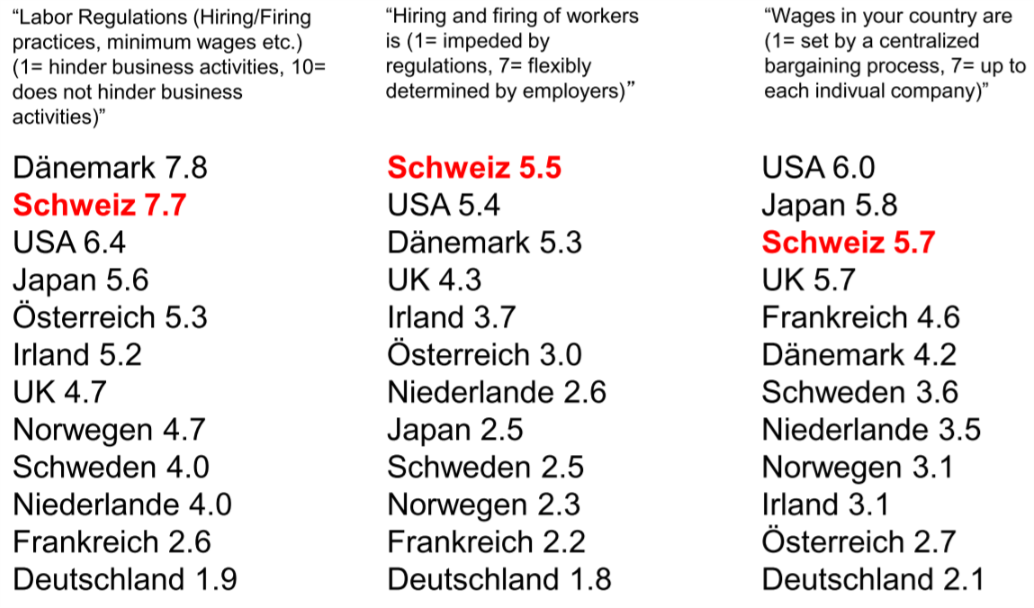 “Labor Regulations (Hiring/Firing
practices, minimum wages etc.)
(1= hinder business activities, 10=
does not hinder business
activities)”
Dänemark 7.8
Schweiz 7.7
USA 6.4
Japan 5.6
Österreich 5.3
Irland 5.2
UK 4.7
Norwegen 4.7
Schweden 4.0
Niederlande 4.0
Frankreich 2.6
Deutschland 1.9
“Hiring and firing of workers
is (1= impeded by
regulations, 7= flexibly
determined by employers)”
Schweiz 5.5
USA 5.4
Dänemark 5.3
UK 4.3
Irland 3.7
Österreich 3.0
Niederlande 2.6
Japan 2.5
Schweden 2.5
Norwegen 2.3
Frankreich 2.2
Deutschland 1.8
“Wages in your country are
(1= set by a centralized
bargaining process, 7= up to
each indivual company)”
USA 6.0
Japan 5.8
Schweiz 5.7
UK 5.7
Frankreich 4.6
Dänemark 4.2
Schweden 3.6
Niederlande 3.5
Norwegen 3.1
Irland 3.1
Österreich 2.7
Deutschland 2.1